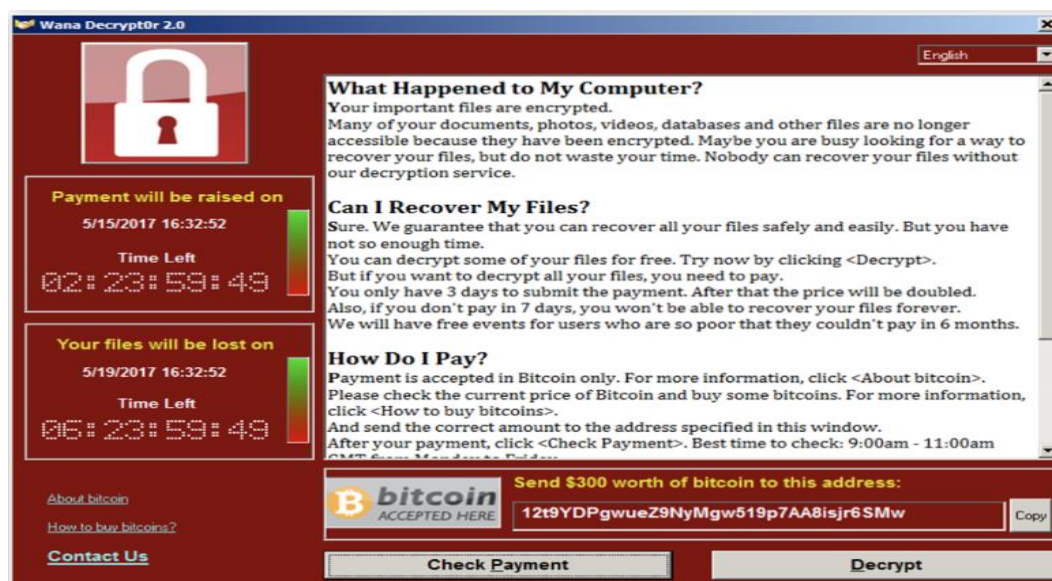 Wana Decrypt0r 2.0
English
What Happened to My Computer?
Your important files are encrypted.
Many of your documents, photos, videos, databases and other files are no longer
accessible because they have been encrypted. Maybe you are busy looking for a way to
recover your files, but do not waste your time. Nobody can recover your files without
our decryption service.
Can I Recover My Files?
Sure. We guarantee that you can recover all your files safely and easily. But you have
not so enough time.
You can decrypt some of your files for free. Try now by clicking <Decrypt>.
But if you want to decrypt all your files, you need to pay.
You only have 3 days to submit the payment. After that the price will be doubled.
Also, if you don't pay in 7 days, you won't be able to recover your files forever.
We will have free events for users who are so poor that they couldn't pay in 6 months.
How Do I Pay?
Payment is accepted in Bitcoin only. For more information, click <About bitcoin>.
Please check the current price of Bitcoin and buy some bitcoins. For more information,
click <How to buy bitcoins>.
And send the correct amount to the address specified in this window.
After your payment, click <Check Payment>. Best time to check: 9:00am - 11:00am
GMT from Monday to Friday.
Payment will be raised on
5/15/2017 16:32:52
Time Left
02:23:59:49
Your files will be lost on
5/19/2017 16:32:52
Time Left
06:23:59:49
About bitcoin
How to buy bitcoins?
Contact Us
bitcoin
ACCEPTED HERE
Send $300 worth of bitcoin to this address:
12t9YDPgwueZ9NyMgw519p7AA8isjr6SMw
Copy
Check Payment
Decrypt